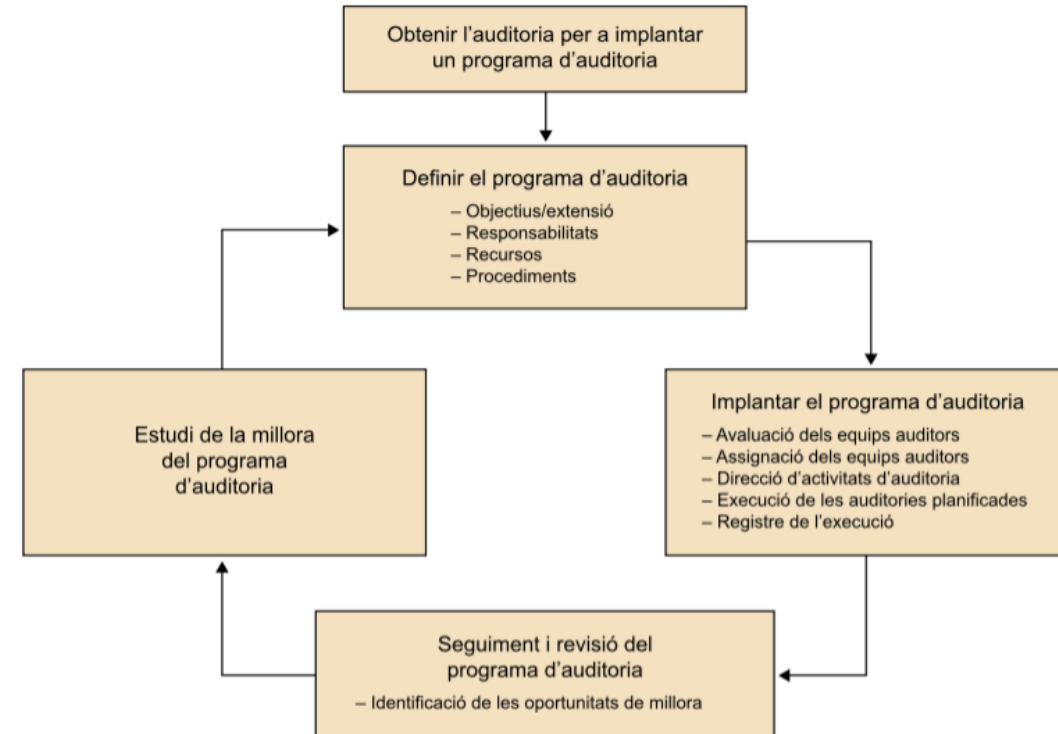 Obtenir l'auditoria per a implantar
un programa d'auditoria
Definir el programa d'auditoria
– Objectius/extensió
– Responsabilitats
– Recursos
– Procediments
Implantar el programa d'auditoria
– Avaluació dels equips auditors
– Assignació dels equips auditors
– Direcció d'activitats d'auditoria
– Execució de les auditories planificades
– Registre de l'execució
Seguiment i revisió del
programa d'auditoria
– Identificació de les oportunitats de millora
Estudi de la millora
del programa
d'auditoria